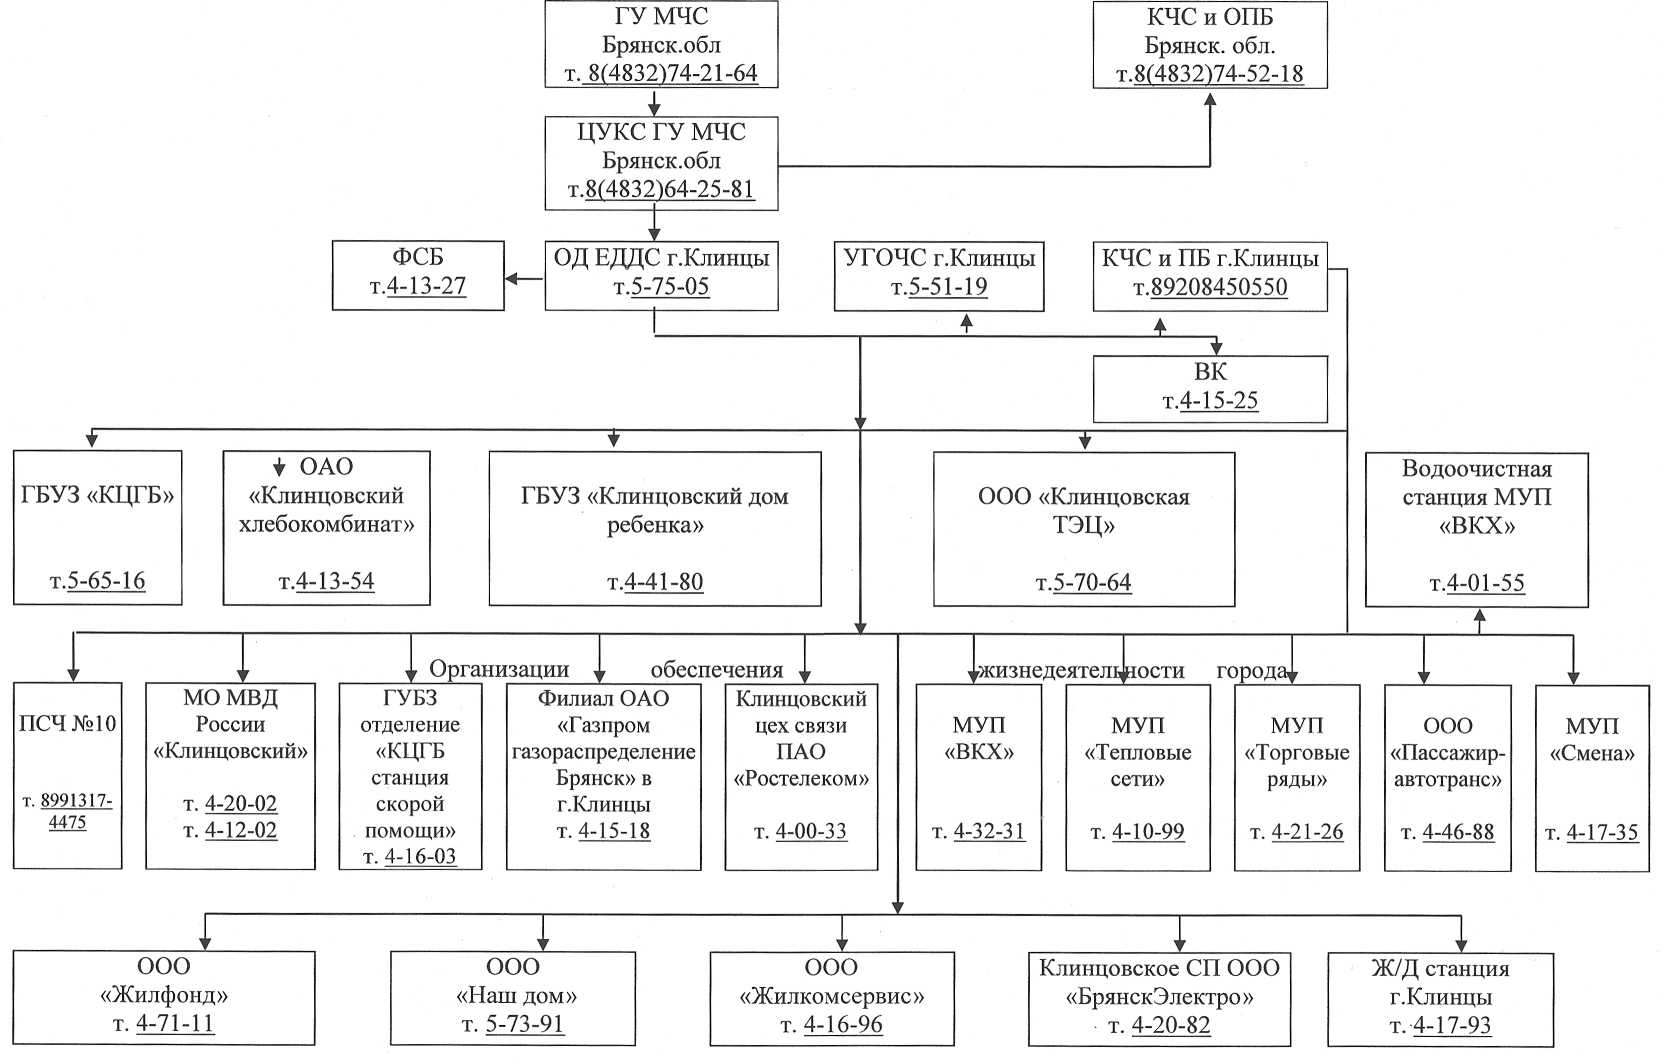 ГУ МЧС
Брянск.обл
т. 8(4832)74-21-64
КЧС и ОПБ
Брянск. обл.
т.8(4832)74-52-18
ЦУКС ГУ МЧС
Брянск.обл
т.8(4832)64-25-81
ФСБ
т.4-13-27
ОД ЕДДС г.Клинцы
т.5-75-05
УГОЧС г.Клинцы
т.5-51-19
КЧС и ПБ г.Клинцы
т.89208450550
ВК
т.4-15-25
ГБУЗ «КЦГБ»
т.5-65-16
ОАО
«Клинцовский
хлебокомбинат»
т.4-13-54
ГБУЗ «Клинцовский дом
ребенка»
т.4-41-80
ООО «Клинцовская
ТЭЦ»
т.5-70-64
Водоочистная
станция МУП
«ВКХ»
т.4-01-55
Организации обеспечения жизнедеятельности города
ПСЧ №10
т. 8991317-
4475
МО МВД
России
«Клинцовский»
т. 4-20-02
т. 4-12-02
ГУБЗ
отделение
«КЦГБ
станция
скорой
помощи»
т. 4-16-03
Филиал ОАО
«Газпром
газораспределение
Брянск» в
г.Клинцы
т. 4-15-18
Клинцовский
цех связи
ПАО
«Ростелеком»
т. 4-00-33
МУП
«ВКХ»
т. 4-32-31
МУП
«Тепловые
сети»
т. 4-10-99
МУП
«Торговые
ряды»
т. 4-21-26
ООО
«Пассажир-
автотранс»
т. 4-46-88
МУП
«Смена»
т. 4-17-35
ООО
«Жилфонд»
т. 4-71-11
ООО
«Наш дом»
т. 5-73-91
ООО
«Жилкомсервис»
т. 4-16-96
Клинцовское СП ООО
«БрянскЭлектро»
т. 4-20-82
Ж/Д станция
г.Клинцы
т. 4-17-93